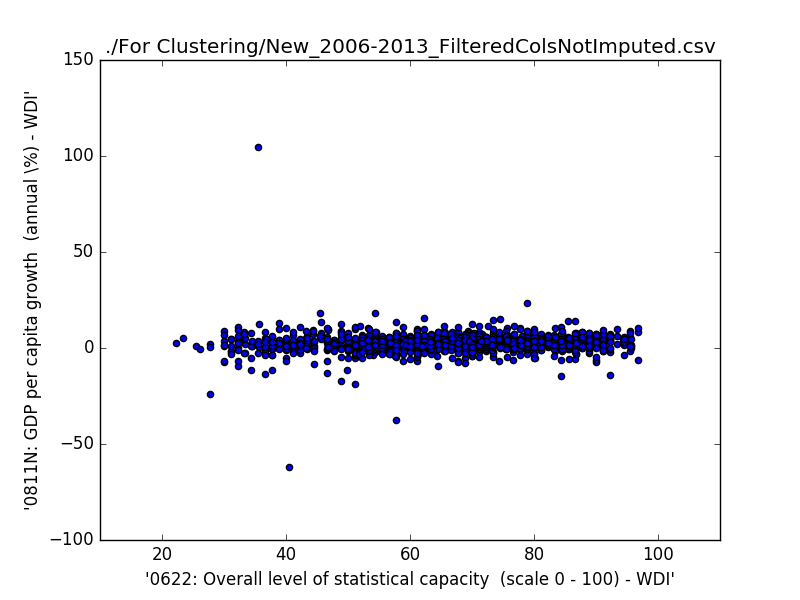 ./For Clustering/New_2006-2013_FilteredColsNotImputed.csv
150
100
50
0
−50
−100
'0811N: GDP per capita growth  (annual \%) - WDI'
20 40 60 80 100
'0622: Overall level of statistical capacity  (scale 0 - 100) - WDI'